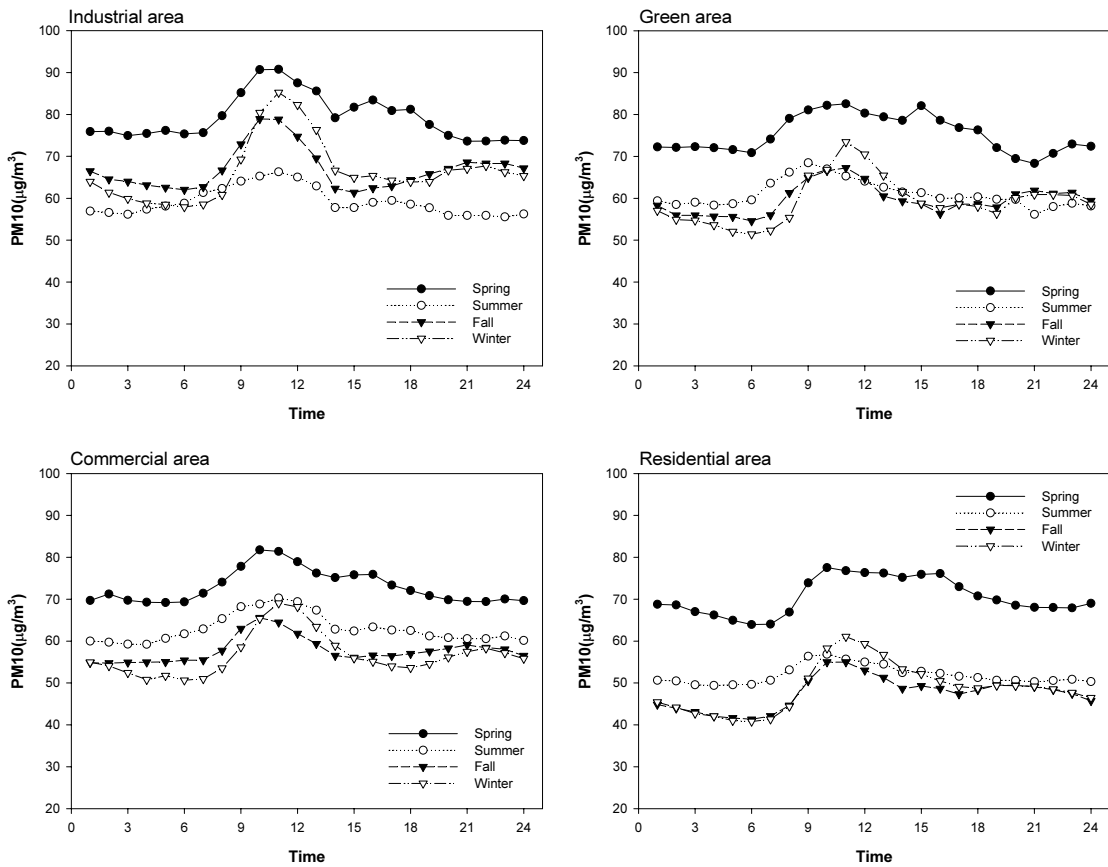 Industrial area
100
90
80
70
60
50
40
30
20
PM10(μg/m³)
0 3 6 9 12 15 18 21 24
Time
Spring
Summer
Fall
Winter
Green area
100
90
80
70
60
50
40
30
20
PM10(μg/m³)
0 3 6 9 12 15 18 21 24
Time
Spring
Summer
Fall
Winter
Commercial area
100
90
80
70
60
50
40
30
20
PM10(μg/m³)
0 3 6 9 12 15 18 21 24
Time
Spring
Summer
Fall
Winter
Residential area
100
90
80
70
60
50
40
30
20
PM10(μg/m³)
0 3 6 9 12 15 18 21 24
Time
Spring
Summer
Fall
Winter